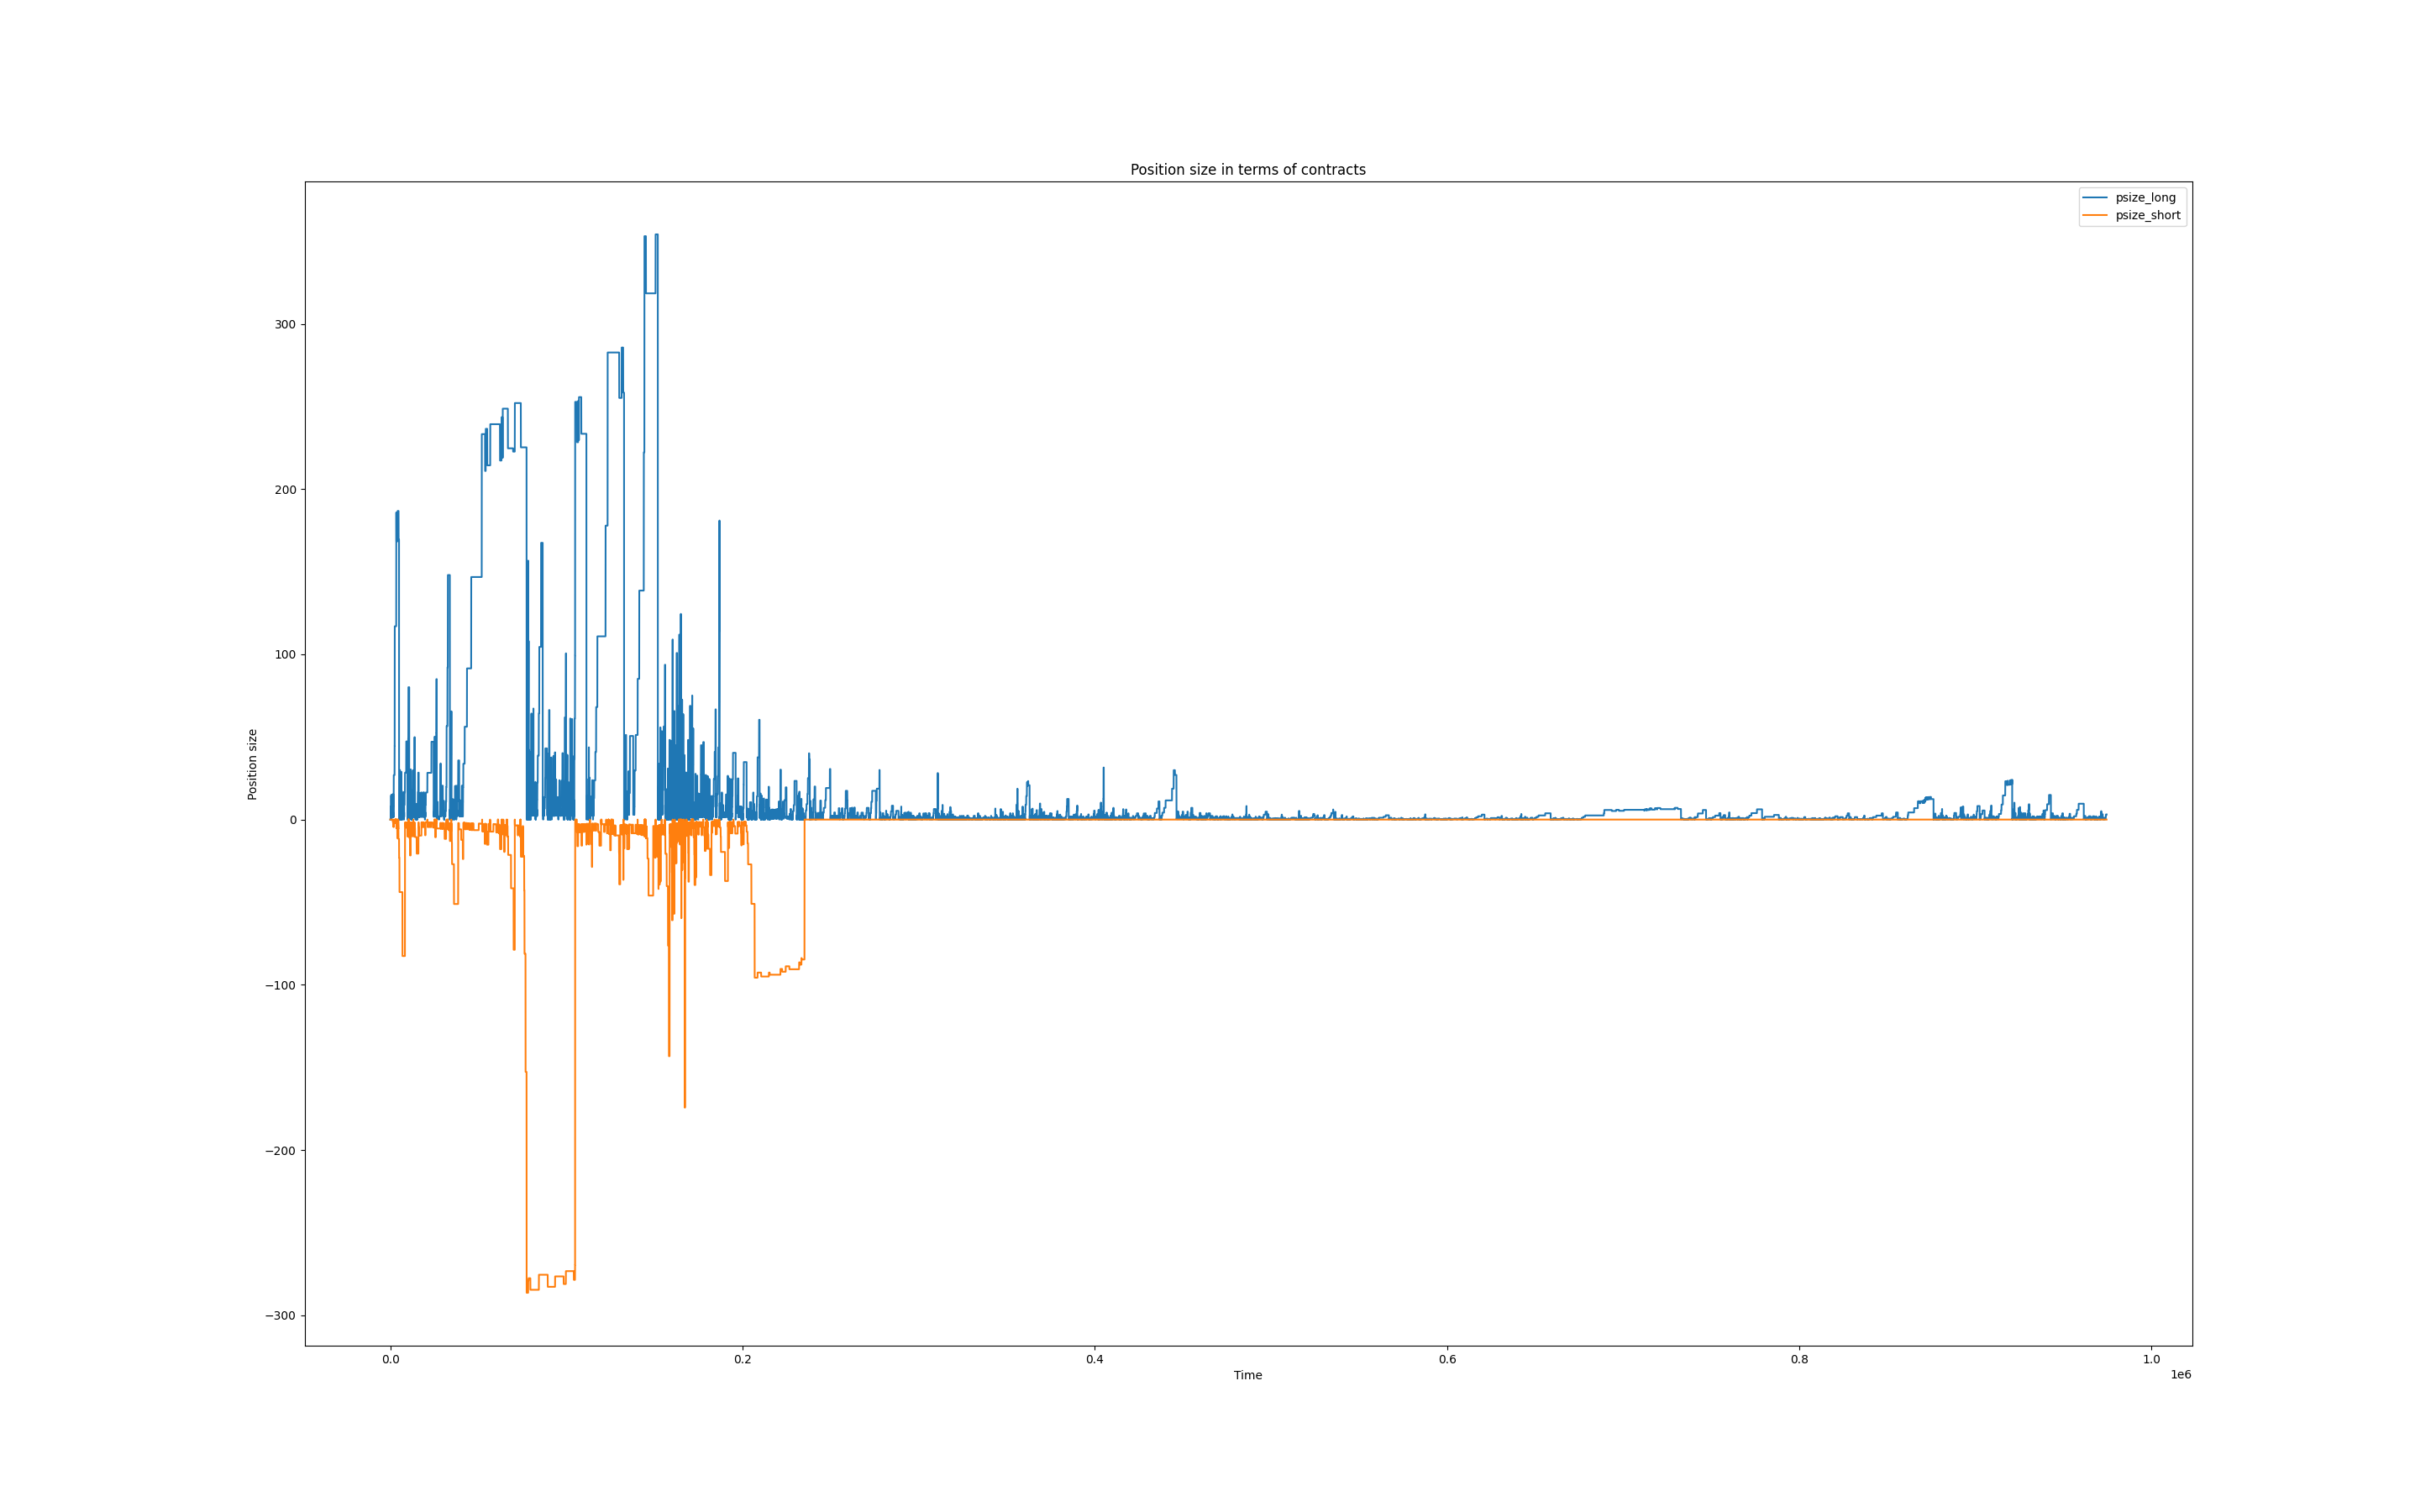 Position size in terms of contracts
psize_long
psize_short
Position size
300
200
100
0
−100
−200
−300
0.0
0.2
0.4
0.6
0.8
1.0
Time
1e6